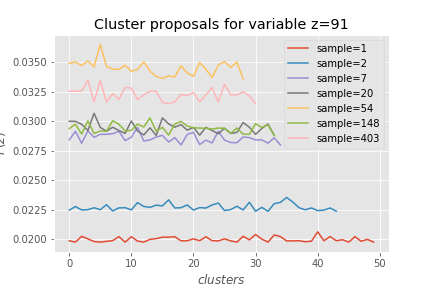 Cluster proposals for variable z=91
sample=1
sample=2
sample=7
sample=20
sample=54
sample=148
sample=403
0.0350
0.0325
0.0300
0.0275
0.0250
0.0225
0.0200
0 10 20 30 40 50
clusters